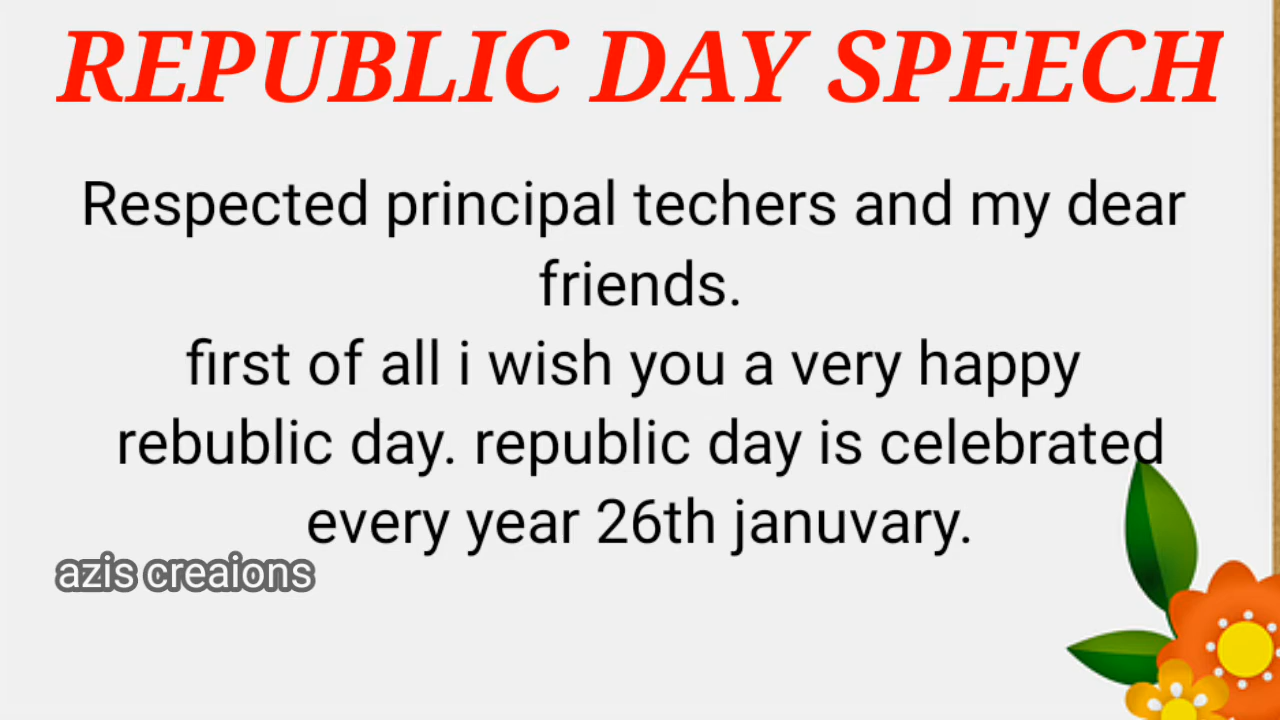 REPUBLIC DAY SPEECH
Respected principal techers and my dear
friends.
first of all i wish you a very happy
rebublic day. republic day is celebrated
every year 26th januvary.
azis creaions